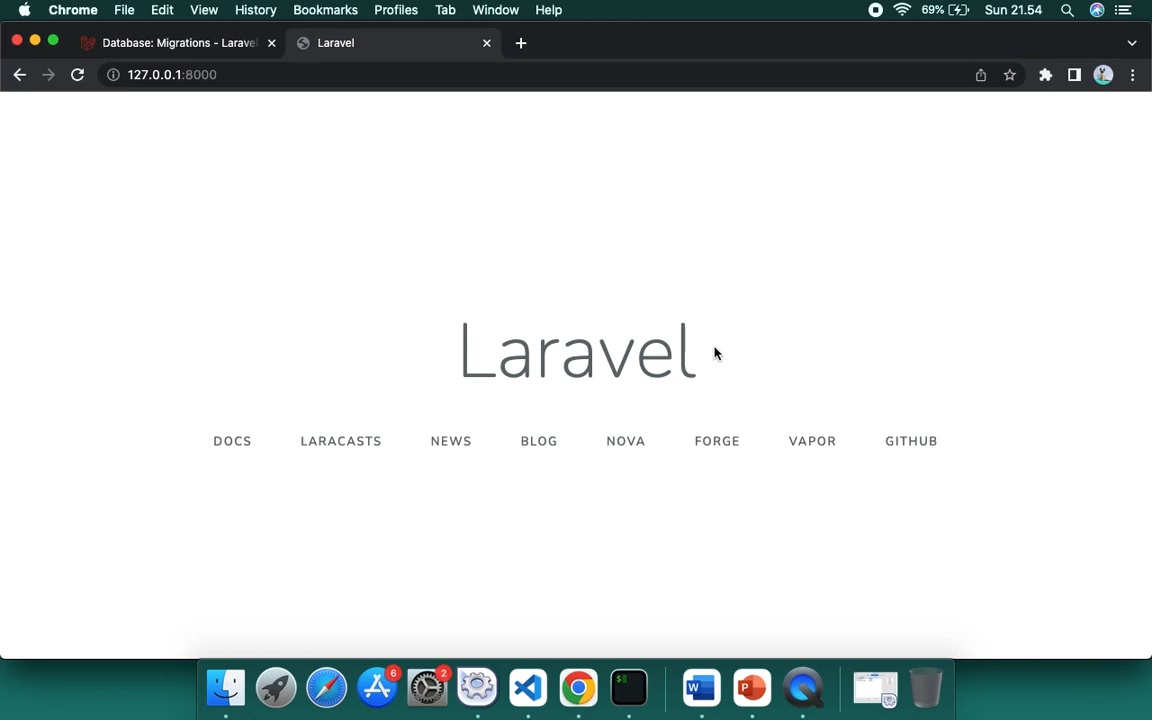 Chrome File Edit View History Bookmarks Profiles Tab Window Help 69% Sun 21.54
Database: Migrations - Laravel Laravel
127.0.0.1:8000
Laravel
DOCS LARACASTS NEWS BLOG NOVA FORGE VAPOR GITHUB
6 2 $ W P